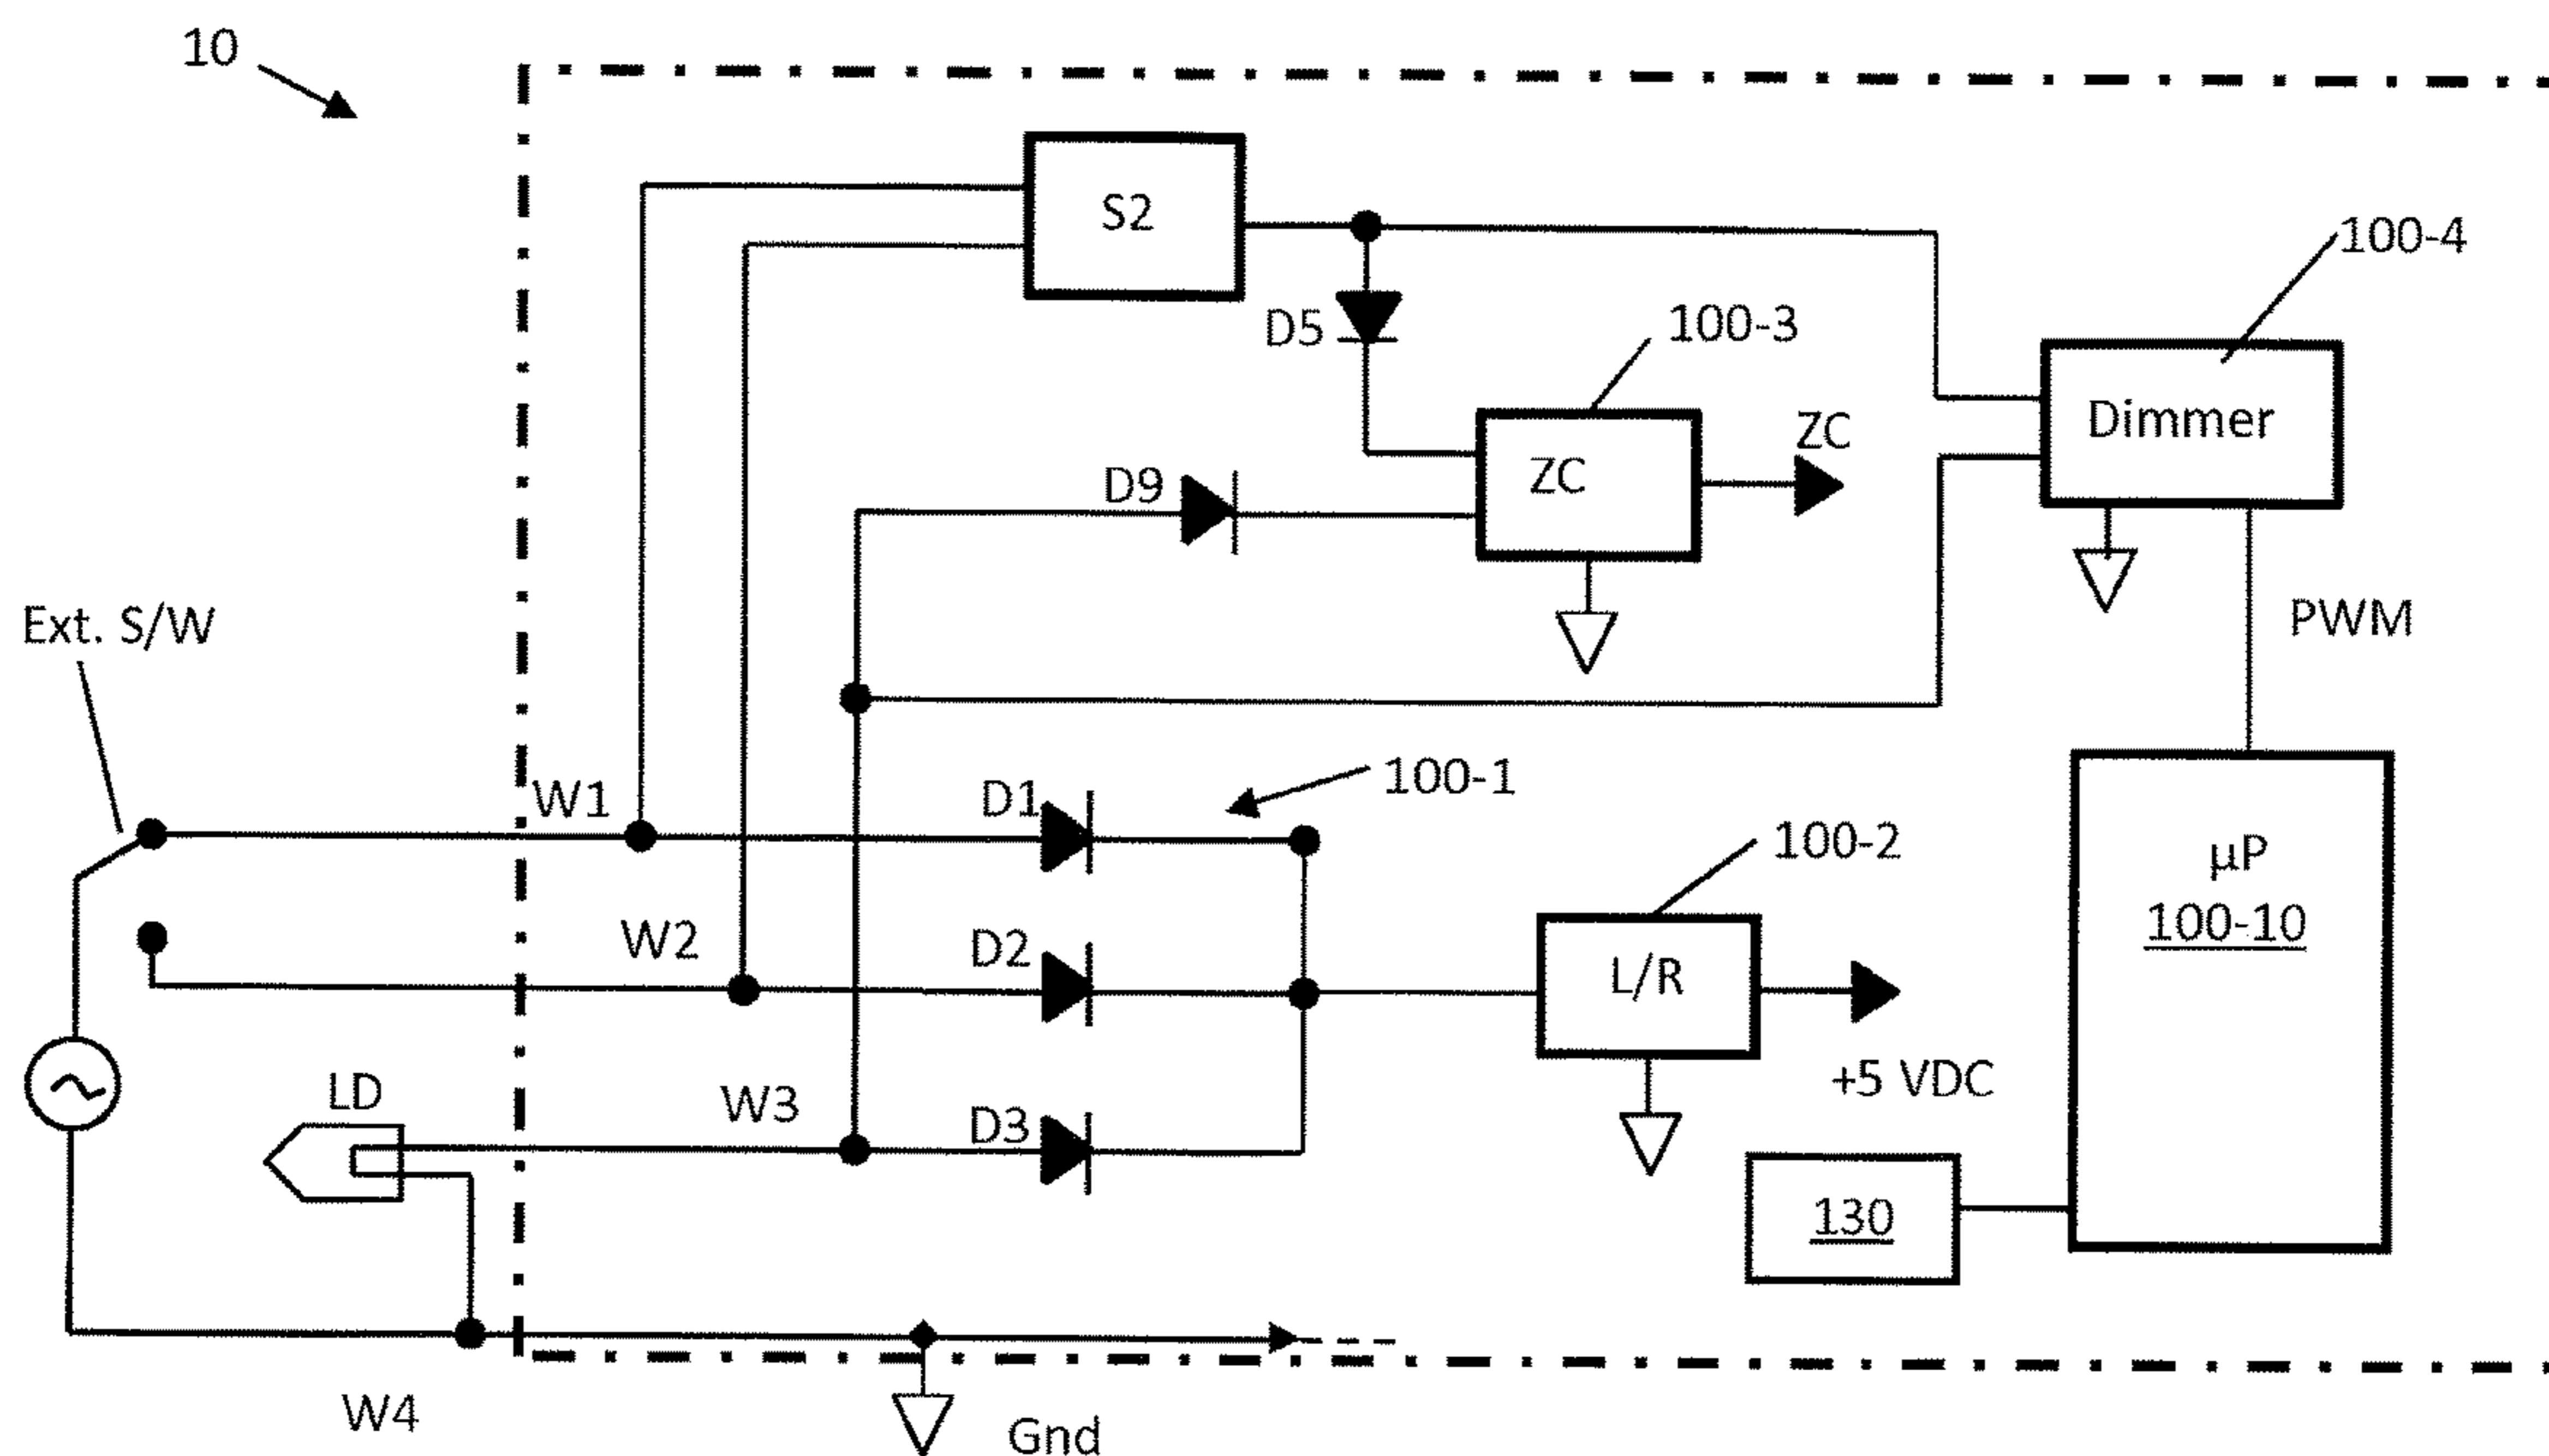 10
S2
100-4
D5
100-3
Dimmer
ZC
D9
ZC
Ext. S/W
PWM
W1
D1
100-1
100-2
µP
100-10
W2
D2
L/R
+5 VDC
LD
W3
D3
130
W4
Gnd